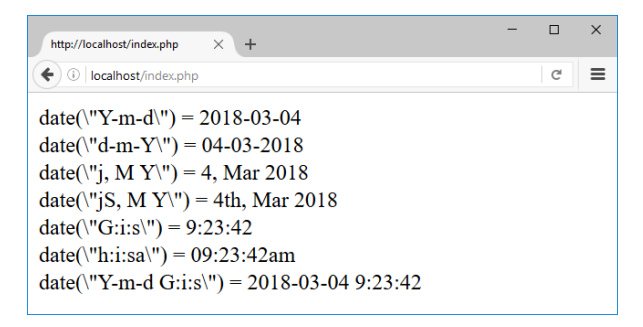 http://localhost/index.php
localhost/index.php
date(\"Y-m-d\") = 2018-03-04
date(\"d-m-Y\") = 04-03-2018
date(\"j, M Y\") = 4, Mar 2018
date(\"jS, M Y\") = 4th, Mar 2018
date(\"G:i:s\") = 9:23:42
date(\"h:i:sa\") = 09:23:42am
date(\"Y-m-d G:i:s\") = 2018-03-04 9:23:42